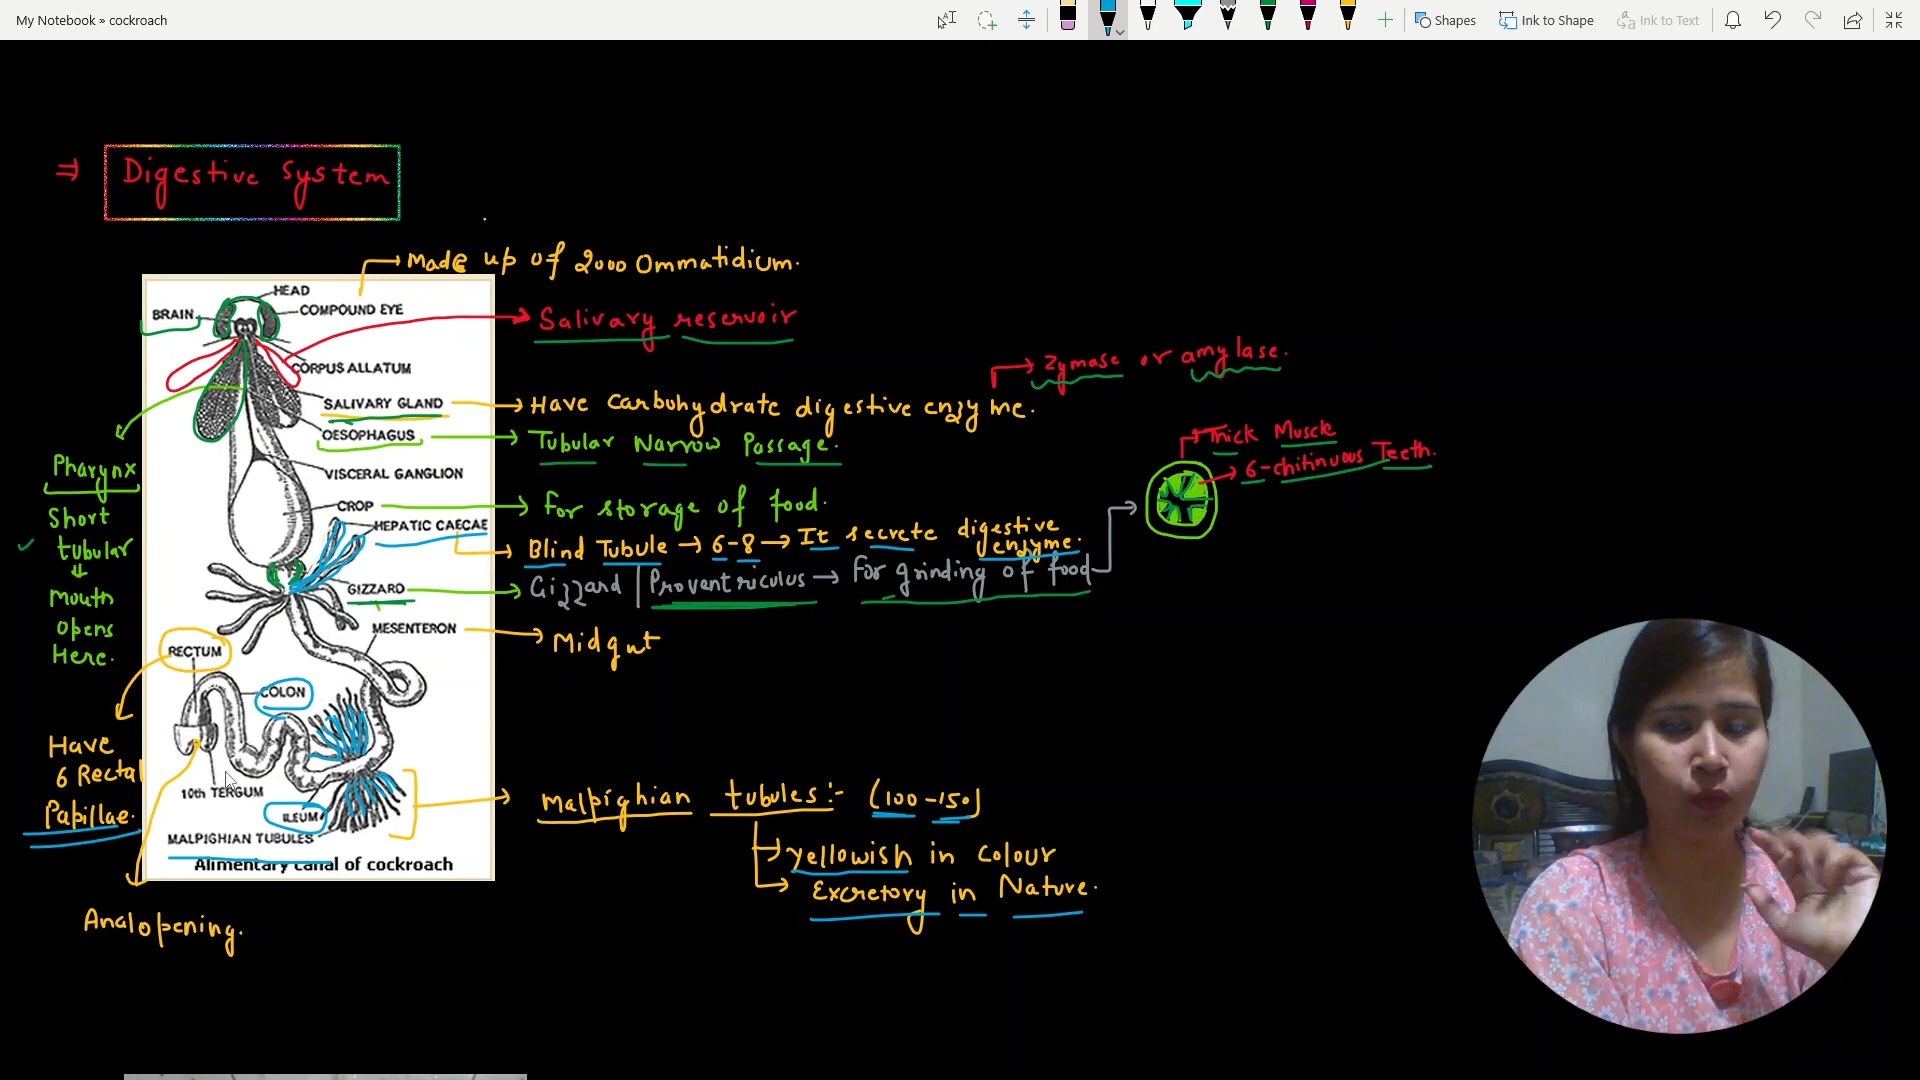 My Notebook » cockroach
Shapes
Ink to Shape
Ink to Text
Digestive System
Made up of 2000 Ommatidium.
HEAD
COMPOUND EYE
BRAIN
Salivary reservoir
CORPUS ALLATUM
Zymase or amylase.
SALIVARY GLAND
Have Carbohydrate digestive enzyme.
OESOPHAGUS
Tubular Narrow Passage.
Thick Muscle
6-chitinuous Teeth.
Pharynx
Short
tubular
Mouth
opens
Here.
VISCERAL GANGLION
CROP
For storage of food.
HEPATIC CAECAE
Blind Tubule → 6-8 → It secrete digestive
enzyme.
GIZZARD
Gizzard | Proventriculus → For grinding of food
MESENTERON
Midgut
RECTUM
COLON
Have
6 Rectal
Papillae.
10th TERGUM
ILEUM
MALPIGHIAN TUBULES
Alimentary canal of cockroach
Malpighian tubules:- (100-150)
yellowish in colour
Excretory in Nature.
Anal opening.